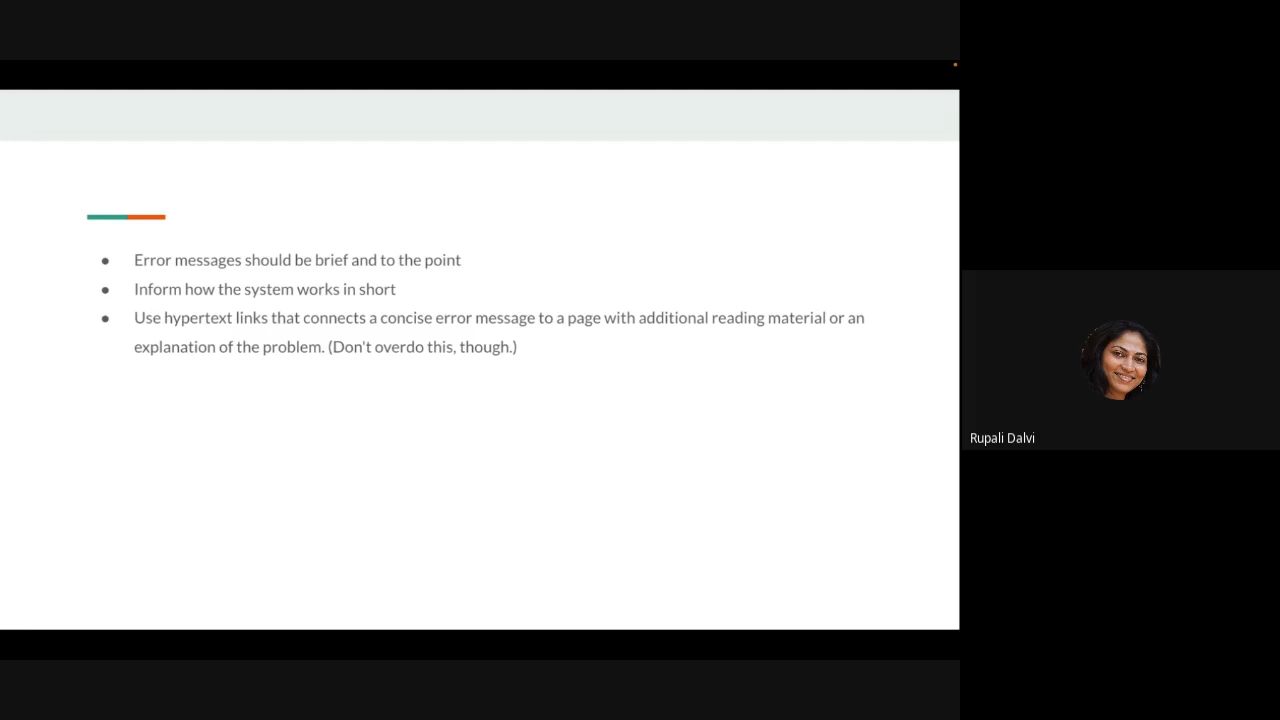 ● Error messages should be brief and to the point
● Inform how the system works in short
● Use hypertext links that connects a concise error message to a page with additional reading material or an
explanation of the problem. (Don't overdo this, though.)
Rupali Dalvi